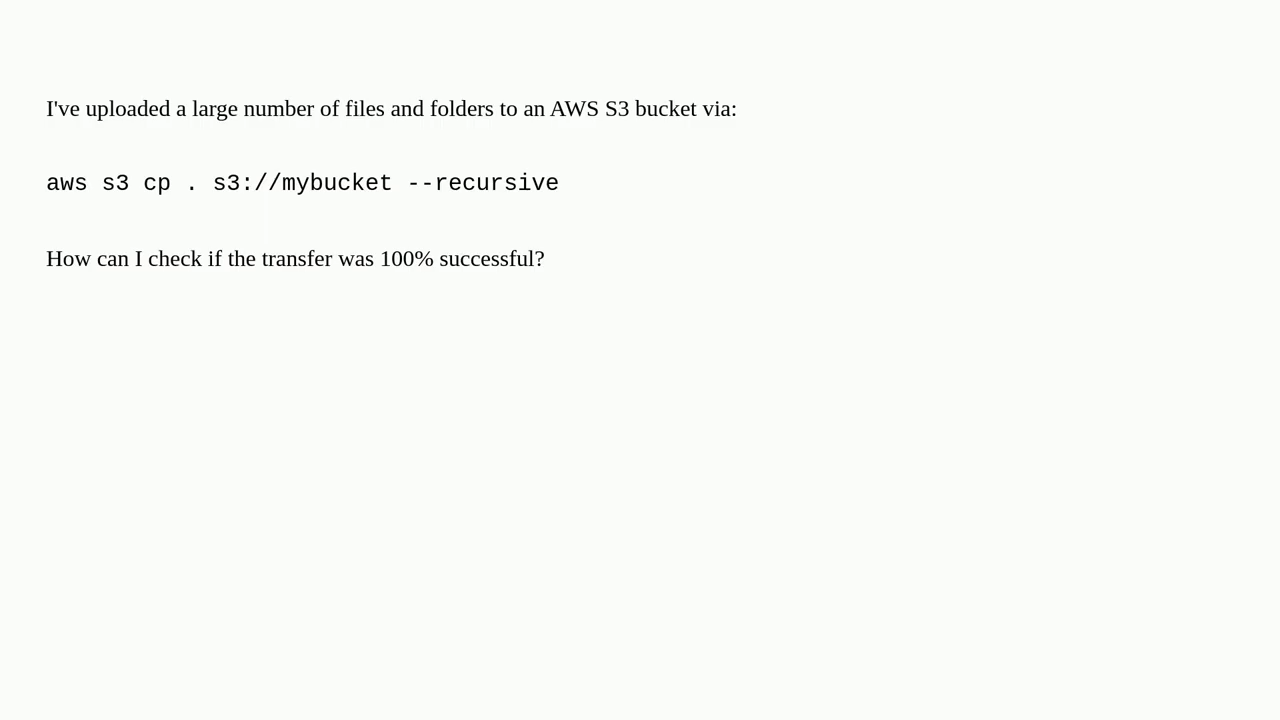 I've uploaded a large number of files and folders to an AWS S3 bucket via:
aws s3 cp . s3://mybucket --recursive
How can I check if the transfer was 100% successful?